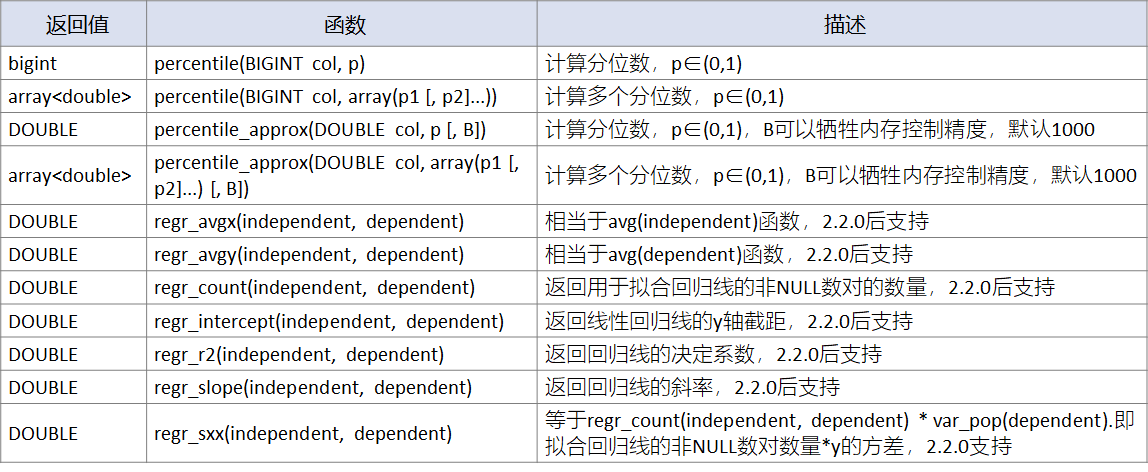 返回值 函数 描述
bigint percentile(BIGINT col, p) 计算分位数，p∈(0,1)
array<double> percentile(BIGINT col, array(p1 [, p2]...)) 计算多个分位数，p∈(0,1)
DOUBLE percentile_approx(DOUBLE col, p [, B]) 计算分位数，p∈(0,1)，B可以牺牲内存控制精度，默认1000
array<double> percentile_approx(DOUBLE col, array(p1 [,
p2]...) [, B]) 计算多个分位数，p∈(0,1)，B可以牺牲内存控制精度，默认1000
DOUBLE regr_avgx(independent, dependent) 相当于avg(independent)函数，2.2.0后支持
DOUBLE regr_avgy(independent, dependent) 相当于avg(dependent)函数，2.2.0后支持
DOUBLE regr_count(independent, dependent) 返回用于拟合回归线的非NULL数对的数量，2.2.0后支持
DOUBLE regr_intercept(independent, dependent) 返回线性回归线的y轴截距，2.2.0后支持
DOUBLE regr_r2(independent, dependent) 返回回归线的决定系数，2.2.0后支持
DOUBLE regr_slope(independent, dependent) 返回回归线的斜率，2.2.0后支持
DOUBLE regr_sxx(independent, dependent) 等于regr_count(independent, dependent) * var_pop(dependent).即
拟合回归线的非NULL数对数量*y的方差，2.2.0支持